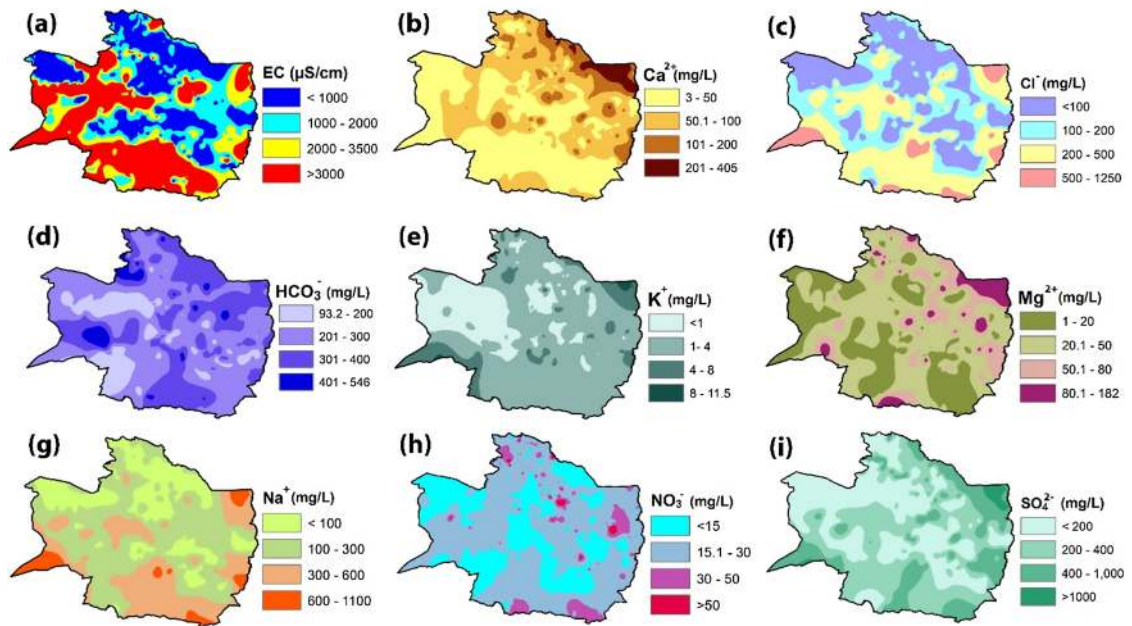 (a)
EC (µS/cm)
< 1000
1000 - 2000
2000 - 3500
>3000
(b)
Ca²⁺(mg/L)
3 - 50
50.1 - 100
101 - 200
201 - 405
(c)
Cl⁻(mg/L)
<100
100 - 200
200 - 500
500 - 1250
(d)
HCO₃⁻ (mg/L)
93.2 - 200
201 - 300
301 - 400
401 - 546
(e)
K⁺(mg/L)
<1
1- 4
4 - 8
8 - 11.5
(f)
Mg²⁺(mg/L)
1 - 20
20.1 - 50
50.1 - 80
80.1 - 182
(g)
Na⁺(mg/L)
< 100
100 - 300
300 - 600
600 - 1100
(h)
NO₃⁻ (mg/L)
<15
15.1 - 30
30 - 50
>50
(i)
SO₄²⁻ (mg/L)
<200
200 - 400
400 - 1,000
>1000